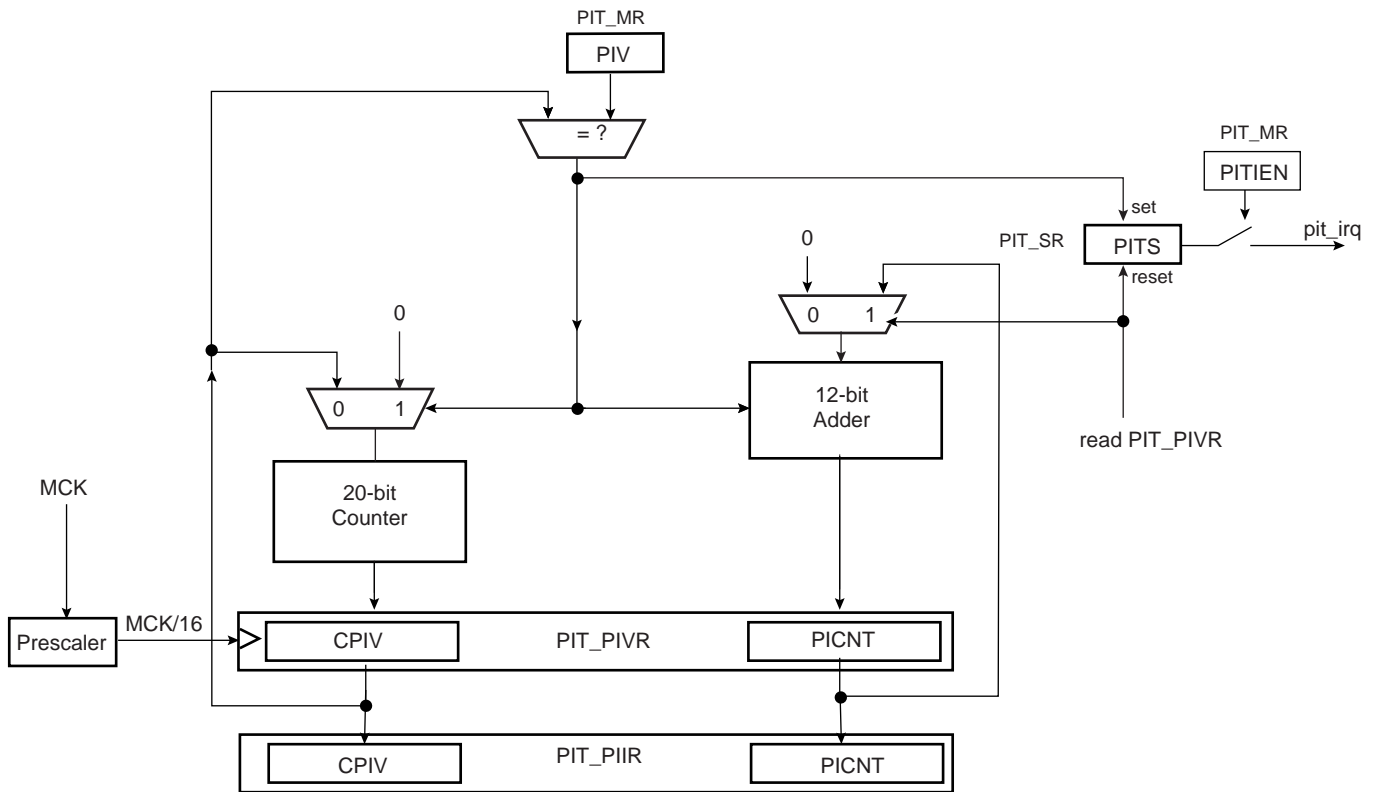 PIT_MR
PIV
= ?
PIT_MR
PITIEN
set
PIT_SR
PITS
pit_irq
reset
0
0 1
0
0 1
12-bit
Adder
read PIT_PIVR
MCK
20-bit
Counter
MCK/16
Prescaler
CPIV
PIT_PIVR
PICNT
CPIV
PIT_PIIR
PICNT